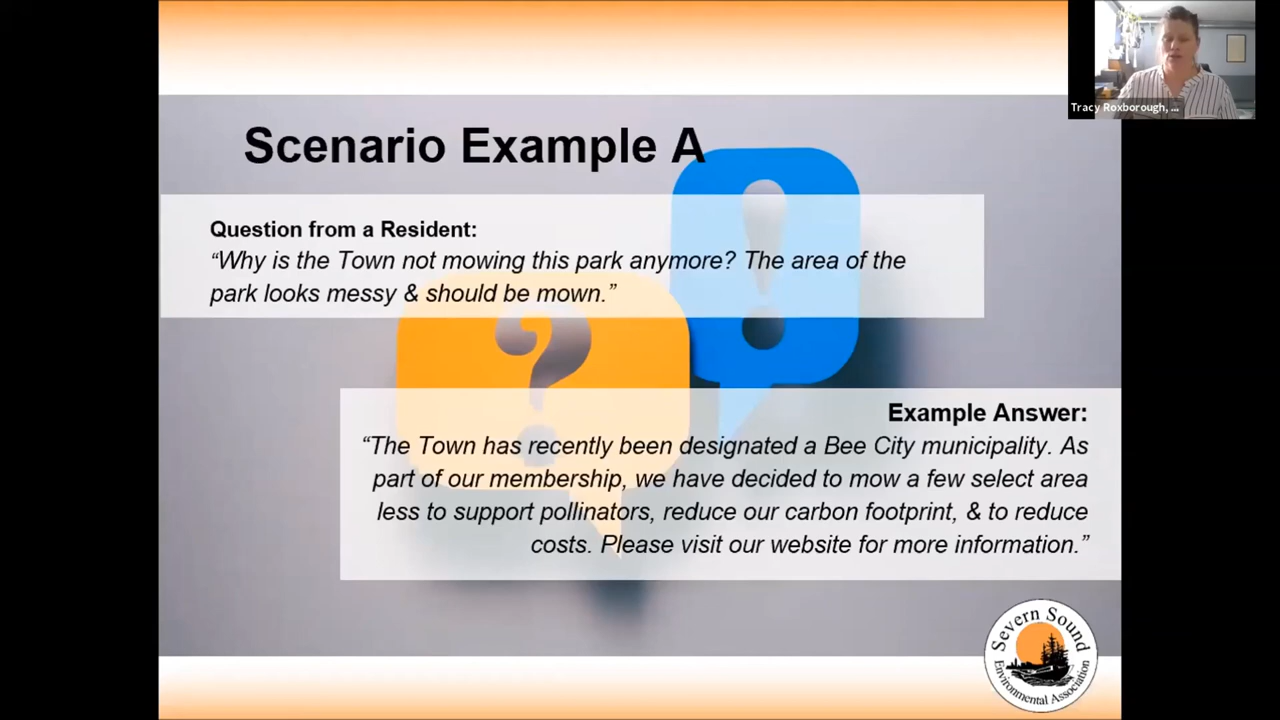 Tracy Roxborough, ...
Scenario Example A
Question from a Resident:
“Why is the Town not mowing this park anymore? The area of the
park looks messy & should be mown.”
Example Answer:
“The Town has recently been designated a Bee City municipality. As
part of our membership, we have decided to mow a few select area
less to support pollinators, reduce our carbon footprint, & to reduce
costs. Please visit our website for more information.”
Severn Sound
Environmental Association